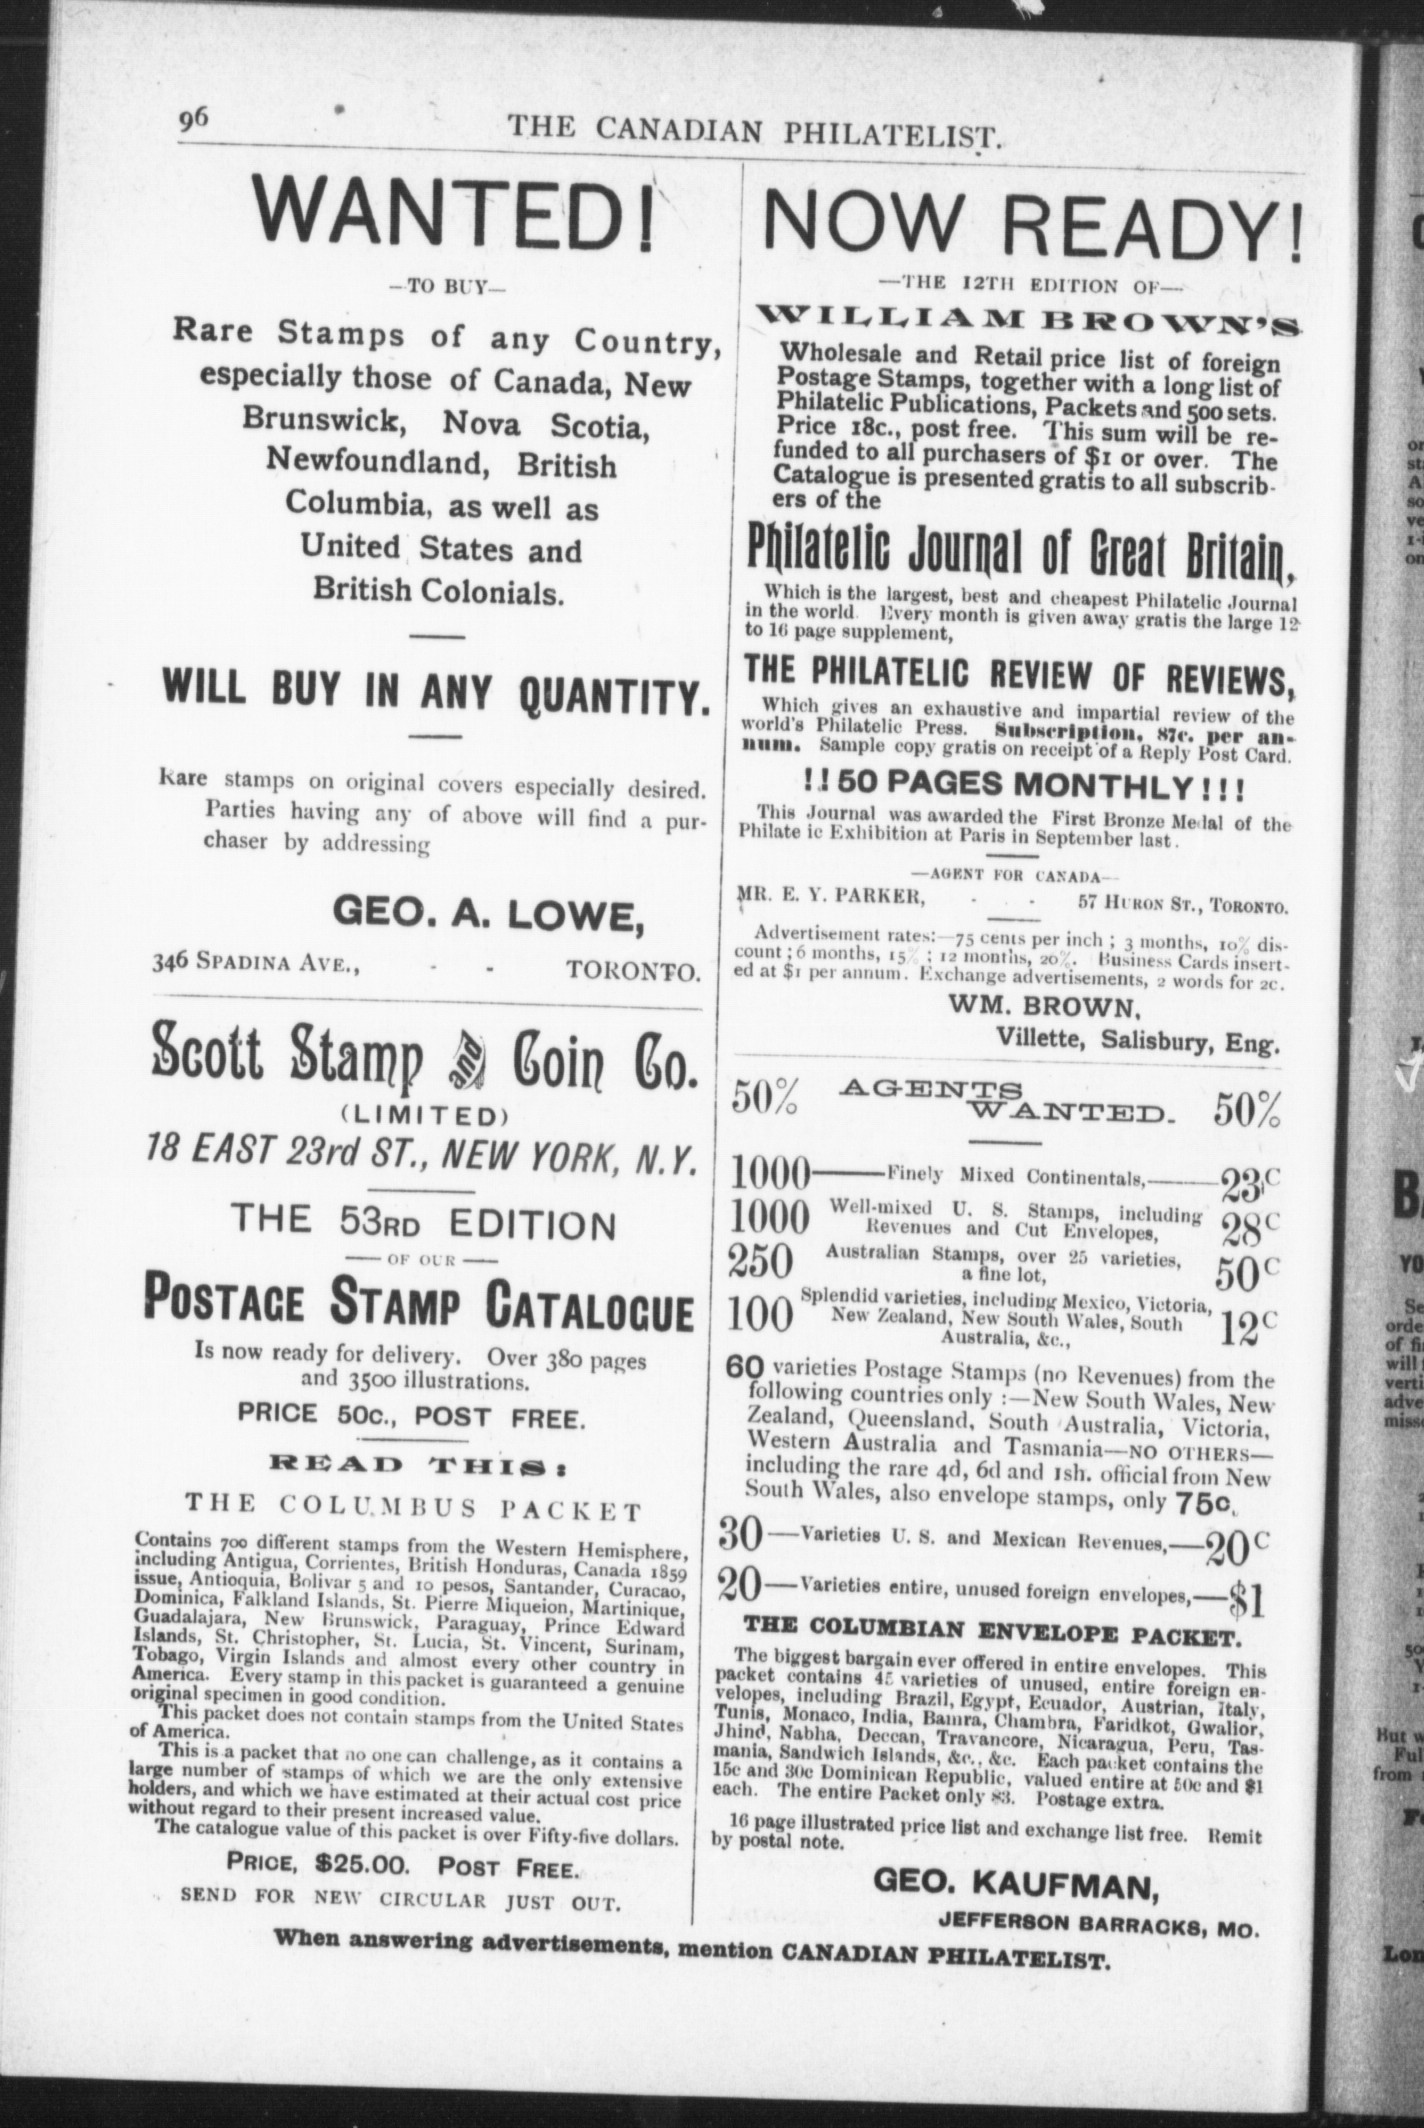 96
THE CANADIAN PHILATELIST.
WANTED!
—TO BUY—
Rare Stamps of any Country,
especially those of Canada, New
Brunswick, Nova Scotia,
Newfoundland, British
Columbia, as well as
United States and
British Colonials.
WILL BUY IN ANY QUANTITY.
Rare stamps on original covers especially desired.
Parties having any of above will find a pur-
chaser by addressing
GEO. A. LOWE,
346 SPADINA AVE., - - TORONTO.
Scott Stamp and Coin Co.
(LIMITED)
18 EAST 23rd ST., NEW YORK, N.Y.
THE 53RD EDITION
— OF OUR —
POSTAGE STAMP CATALOGUE
Is now ready for delivery. Over 380 pages
and 3500 illustrations.
PRICE 50c., POST FREE.
READ THIS:
THE COLUMBUS PACKET
Contains 700 different stamps from the Western Hemisphere,
including Antigua, Corrientes, British Honduras, Canada 1859
issue, Antioquia, Bolivar 5 and 10 pesos, Santander, Curacao,
Dominica, Falkland Islands, St. Pierre Miqueion, Martinique,
Guadalajara, New Brunswick, Paraguay, Prince Edward
Islands, St. Christopher, St. Lucia, St. Vincent, Surinam,
Tobago, Virgin Islands and almost every other country in
America. Every stamp in this packet is guaranteed a genuine
original specimen in good condition.
This packet does not contain stamps from the United States
of America.
This is a packet that no one can challenge, as it contains a
large number of stamps of which we are the only extensive
holders, and which we have estimated at their actual cost price
without regard to their present increased value.
The catalogue value of this packet is over Fifty-five dollars.
PRICE, $25.00. POST FREE.
SEND FOR NEW CIRCULAR JUST OUT.
NOW READY!
—THE 12TH EDITION OF—
WILLIAM BROWN'S
Wholesale and Retail price list of foreign
Postage Stamps, together with a long list of
Philatelic Publications, Packets and 500 sets.
Price 18c., post free. This sum will be re-
funded to all purchasers of $1 or over. The
Catalogue is presented gratis to all subscrib-
ers of the
Philatelic Journal of Great Britain,
Which is the largest, best and cheapest Philatelic Journal
in the world. Every month is given away gratis the large 12
to 16 page supplement,
THE PHILATELIC REVIEW OF REVIEWS,
Which gives an exhaustive and impartial review of the
world's Philatelic Press. Subscription, 87c. per an-
num. Sample copy gratis on receipt of a Reply Post Card.
!!50 PAGES MONTHLY!!!
This Journal was awarded the First Bronze Medal of the
Philate ic Exhibition at Paris in September last.
—AGENT FOR CANADA—
MR. E. Y. PARKER, - - 57 HURON ST., TORONTO.
Advertisement rates:—75 cents per inch; 3 months, 10% dis-
count; 6 months, 15%; 12 months, 20%. Business Cards insert-
ed at $1 per annum. Exchange advertisements, 2 words for 2c.
WM. BROWN,
Villette, Salisbury, Eng.
50% AGENTS WANTED. 50%
1000——Finely Mixed Continentals,——23c
1000 Well-mixed U. S. Stamps, including
Revenues and Cut Envelopes, 28c
250 Australian Stamps, over 25 varieties,
a fine lot, 50c
100 Splendid varieties, including Mexico, Victoria,
New Zealand, New South Wales, South
Australia, &c., 12c
60 varieties Postage Stamps (no Revenues) from the
following countries only :—New South Wales, New
Zealand, Queensland, South Australia, Victoria,
Western Australia and Tasmania—NO OTHERS—
including the rare 4d, 6d and 1sh. official from New
South Wales, also envelope stamps, only 75c.
30—Varieties U. S. and Mexican Revenues,—20c
20—Varieties entire, unused foreign envelopes,—$1
THE COLUMBIAN ENVELOPE PACKET.
The biggest bargain ever offered in entire envelopes. This
packet contains 45 varieties of unused, entire foreign en-
velopes, including Brazil, Egypt, Ecuador, Austrian, Italy,
Tunis, Monaco, India, Bamra, Chambra, Faridkot, Gwalior,
Jhind, Nabha, Deccan, Travancore, Nicaragua, Peru, Tas-
mania, Sandwich Islands, &c., &c. Each packet contains the
15c and 30c Dominican Republic, valued entire at 50c and $1
each. The entire Packet only $3. Postage extra.
16 page illustrated price list and exchange list free. Remit
by postal note.
GEO. KAUFMAN,
JEFFERSON BARRACKS, MO.
When answering advertisements, mention CANADIAN PHILATELIST.